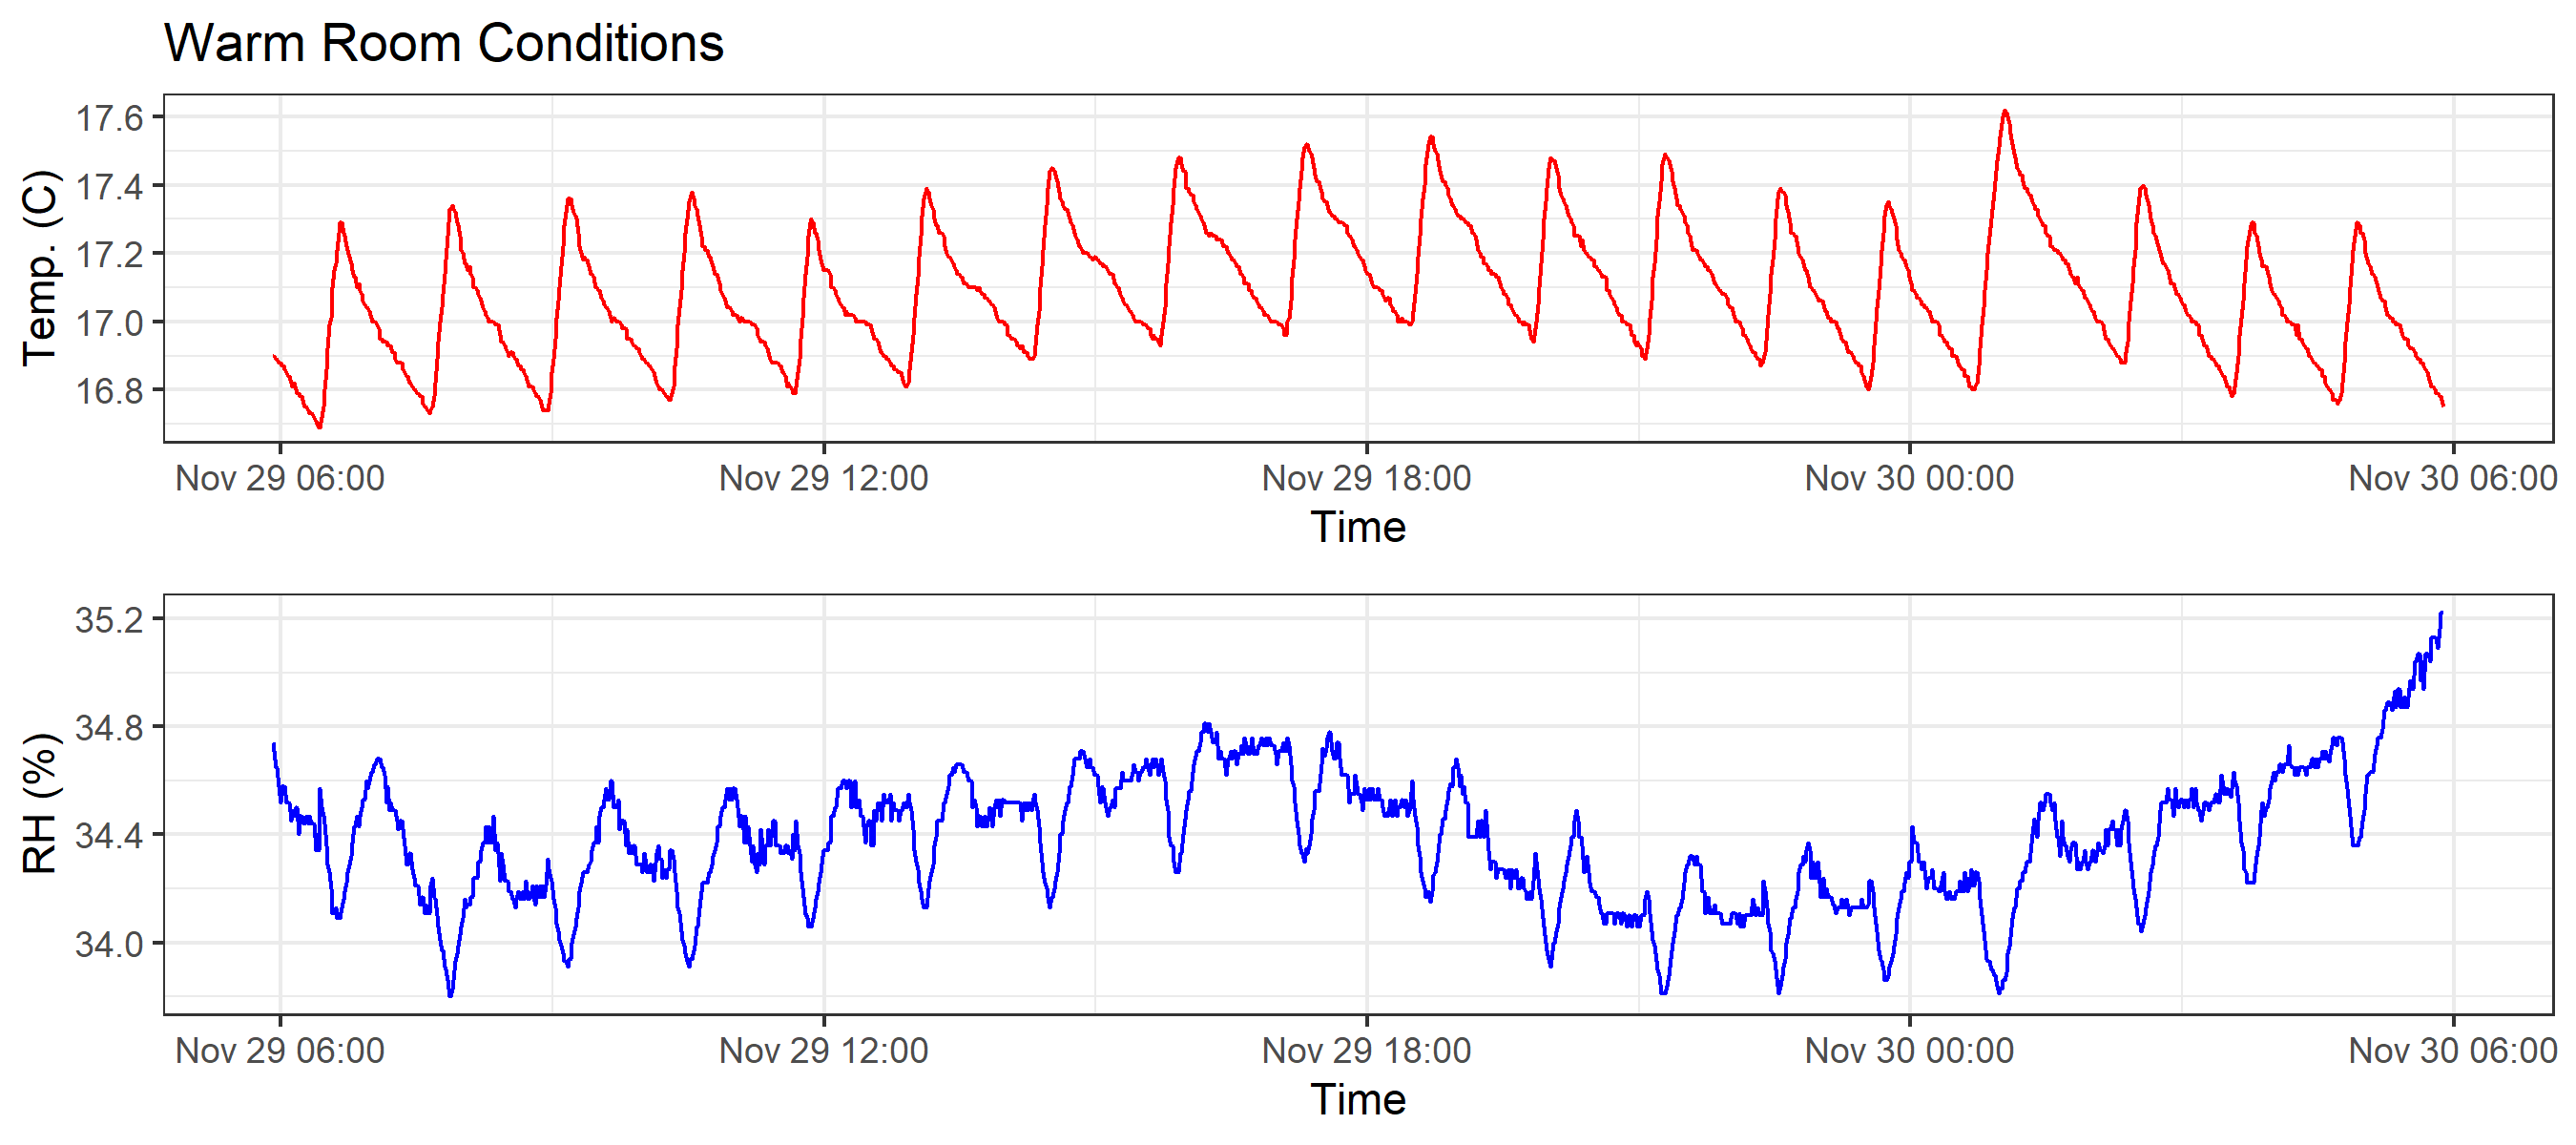 Warm Room Conditions
17.6
17.4
17.2
17.0
16.8
Temp. (C)
Nov 29 06:00 Nov 29 12:00 Nov 29 18:00 Nov 30 00:00 Nov 30 06:00
Time
35.2
34.8
34.4
34.0
RH (%)
Nov 29 06:00 Nov 29 12:00 Nov 29 18:00 Nov 30 00:00 Nov 30 06:00
Time